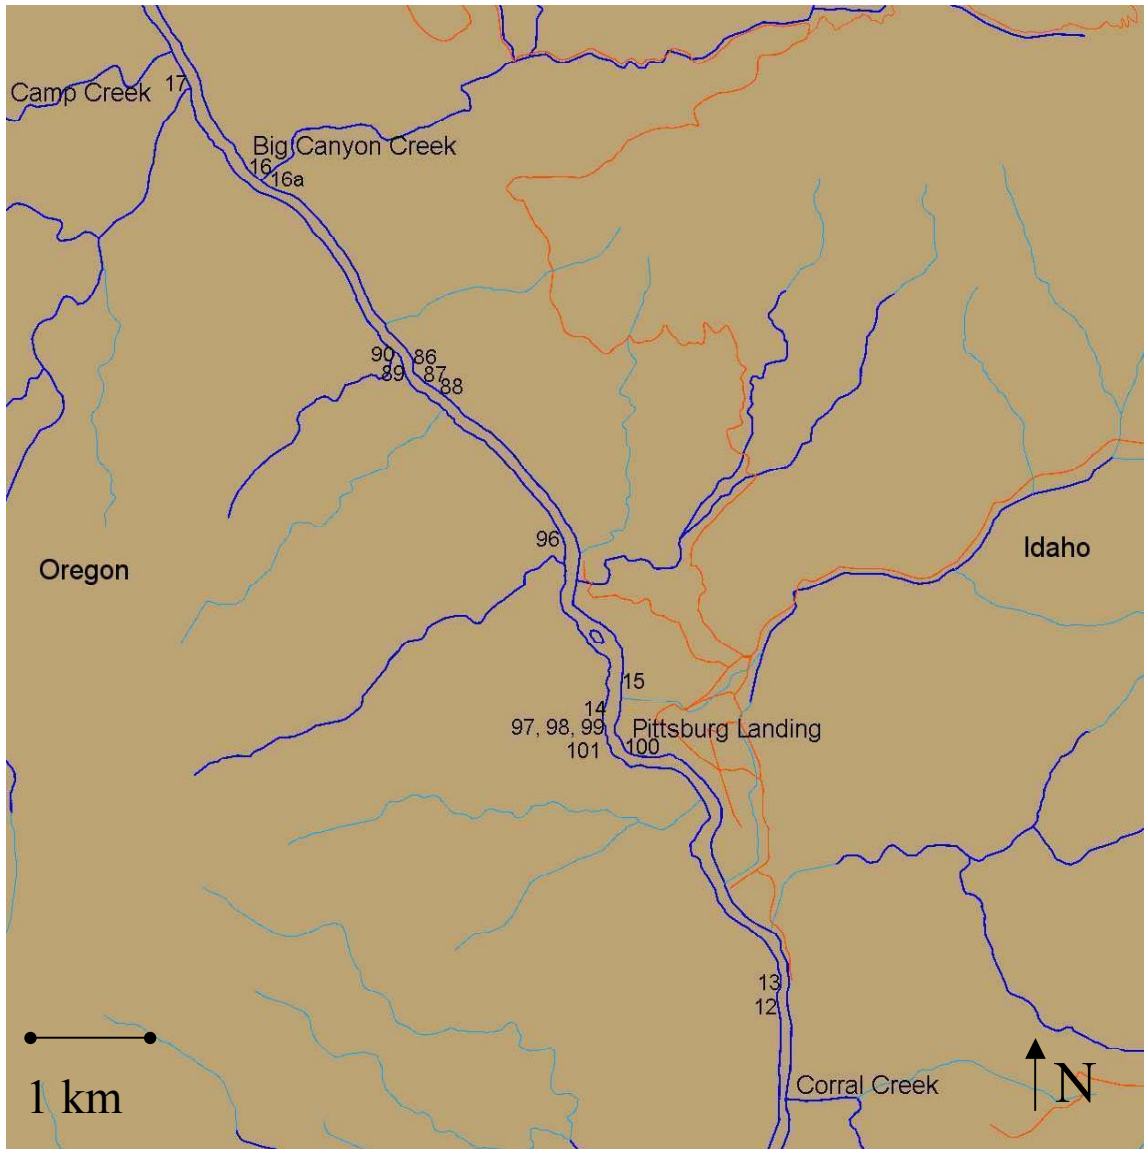 Camp Creek
17
Big Canyon Creek
16
16a
90
86
89
87
88
96
Oregon
Idaho
15
14
97, 98, 99
Pittsburg Landing
101
100
13
12
Corral Creek
1 km
N